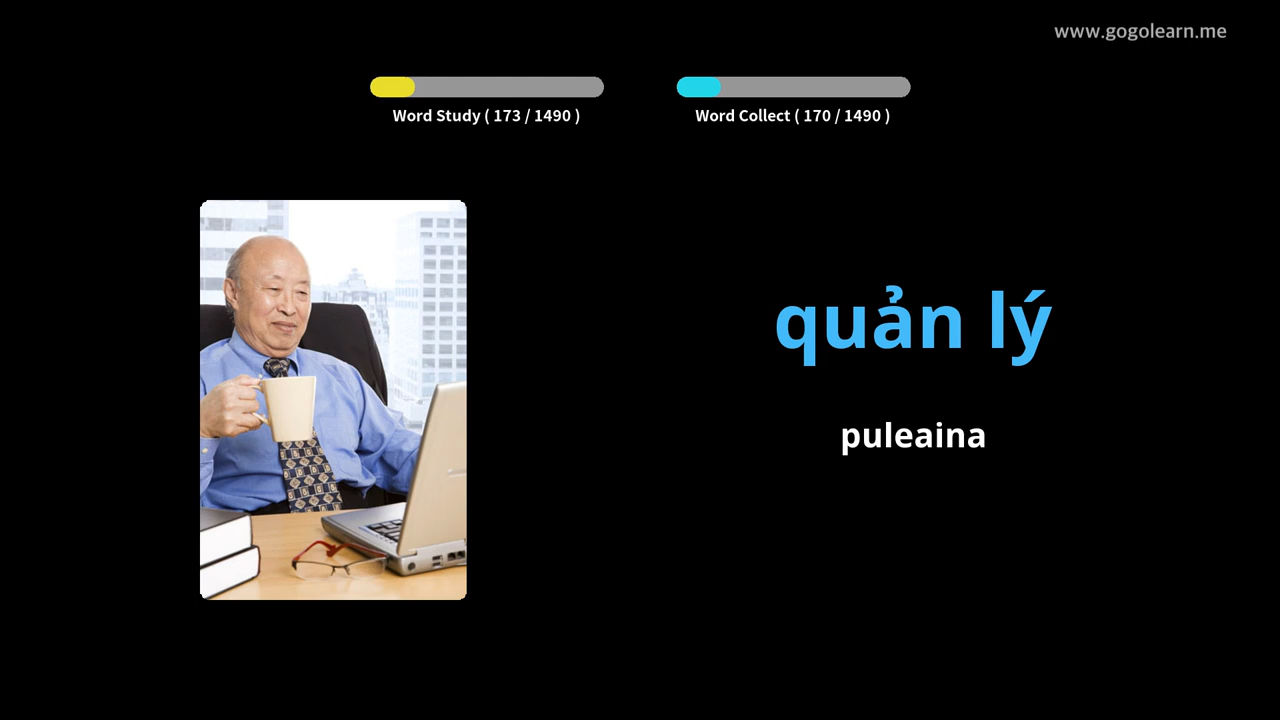 www.gogolearn.me
Word Study ( 173 / 1490 )
Word Collect ( 170 / 1490 )
quản lý
puleaina